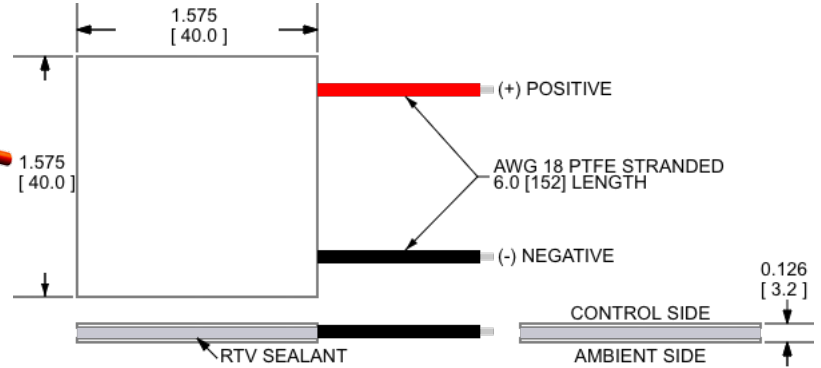 1.575
[ 40.0 ]
(+) POSITIVE
1.575
[ 40.0 ]
AWG 18 PTFE STRANDED
6.0 [152] LENGTH
(-) NEGATIVE
0.126
[ 3.2 ]
CONTROL SIDE
RTV SEALANT
AMBIENT SIDE